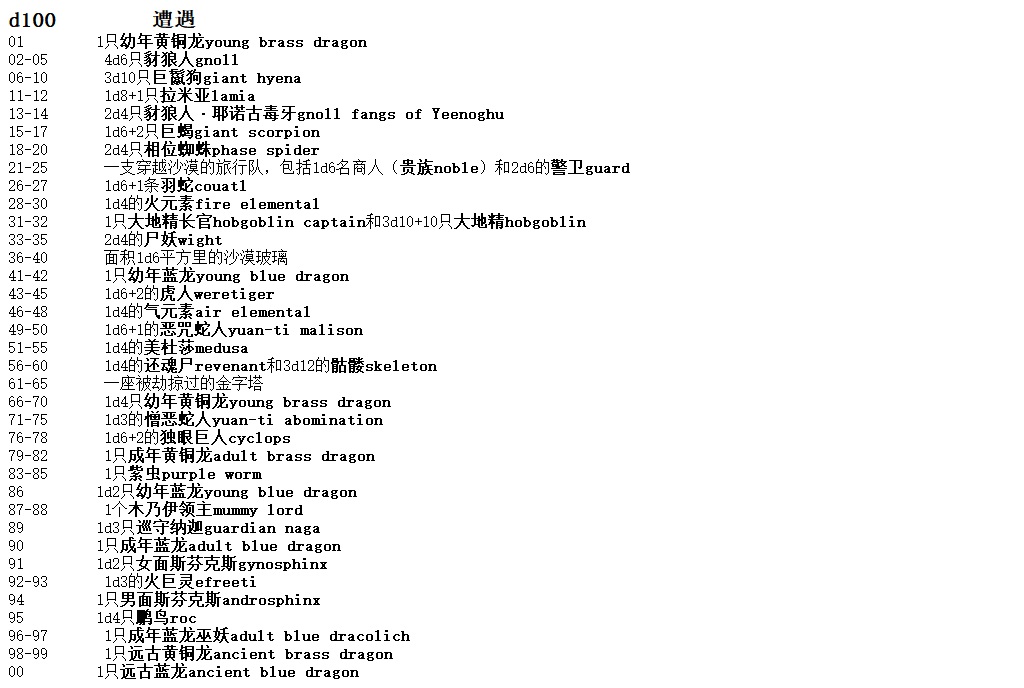 d100 遭遇
01 1只幼年黄铜龙young brass dragon
02-05 4d6只豺狼人gnoll
06-10 3d10只巨鬣狗giant hyena
11-12 1d8+1只拉米亚lamia
13-14 2d4只豺狼人·耶诺古毒牙gnoll fangs of Yeenoghu
15-17 1d6+2只巨蝎giant scorpion
18-20 2d4只相位蜘蛛phase spider
21-25 一支穿越沙漠的旅行队，包括1d6名商人（贵族noble）和2d6的警卫guard
26-27 1d6+1条羽蛇couatl
28-30 1d4的火元素fire elemental
31-32 1只大地精长官hobgoblin captain和3d10+10只大地精hobgoblin
33-35 2d4的尸妖wight
36-40 面积1d6平方里的沙漠玻璃
41-42 1只幼年蓝龙young blue dragon
43-45 1d6+2的虎人weretiger
46-48 1d4的气元素air elemental
49-50 1d6+1的恶咒蛇人yuan-ti malison
51-55 1d4的美杜莎medusa
56-60 1d4的还魂尸revenant和3d12的骷髅skeleton
61-65 一座被劫掠过的金字塔
66-70 1d4只幼年黄铜龙young brass dragon
71-75 1d3的憎恶蛇人yuan-ti abomination
76-78 1d6+2的独眼巨人cyclops
79-82 1只成年黄铜龙adult brass dragon
83-85 1只紫虫purple worm
86 1d2只幼年蓝龙young blue dragon
87-88 1个木乃伊领主mummy lord
89 1d3只巡守纳迦guardian naga
90 1只成年蓝龙adult blue dragon
91 1d2只女面斯芬克斯gynosphinx
92-93 1d3的火巨灵efreeti
94 1只男面斯芬克斯androsphinx
95 1d4只鹏鸟roc
96-97 1只成年蓝龙巫妖adult blue dracolich
98-99 1只远古黄铜龙ancient brass dragon
00 1只远古蓝龙ancient blue dragon